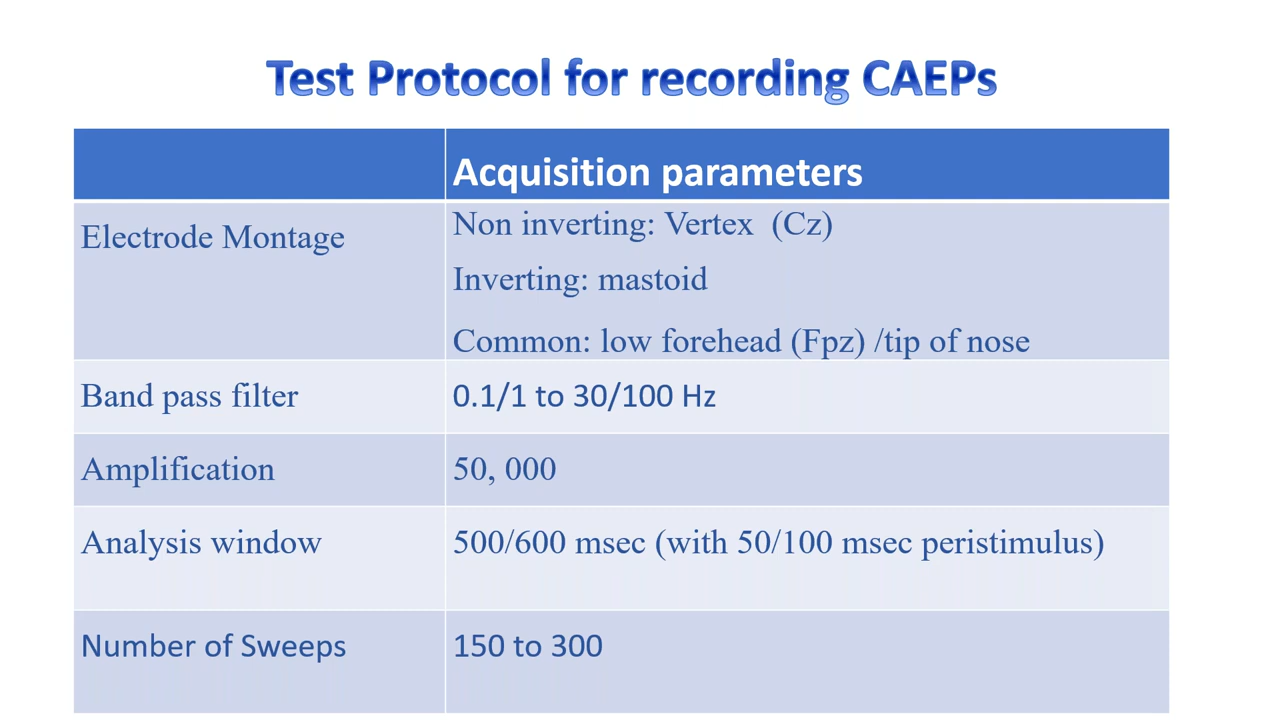 Test Protocol for recording CAEPs
Acquisition parameters
Electrode Montage
Non inverting: Vertex (Cz)
Inverting: mastoid
Common: low forehead (Fpz) /tip of nose
Band pass filter
0.1/1 to 30/100 Hz
Amplification
50, 000
Analysis window
500/600 msec (with 50/100 msec peristimulus)
Number of Sweeps
150 to 300